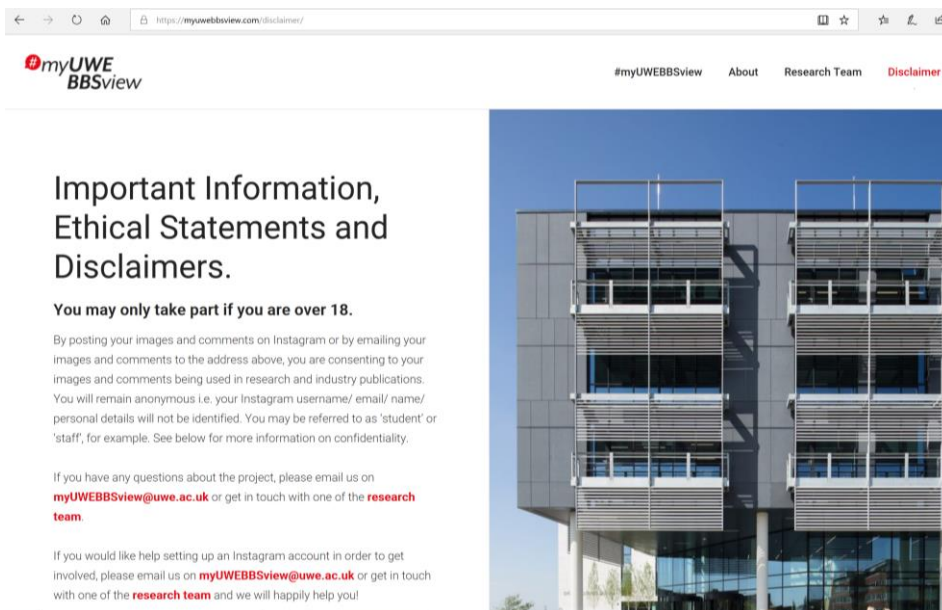 https://myuwebbsview.com/disclaimer/
#myUWE
BBSview
#myUWEBBSview About Research Team Disclaimer
Important Information,
Ethical Statements and
Disclaimers.
You may only take part if you are over 18.
By posting your images and comments on Instagram or by emailing your
images and comments to the address above, you are consenting to your
images and comments being used in research and industry publications.
You will remain anonymous i.e. your Instagram username/ email/ name/
personal details will not be identified. You may be referred to as 'student' or
'staff', for example. See below for more information on confidentiality.
If you have any questions about the project, please email us on
myUWEBBSview@uwe.ac.uk or get in touch with one of the research
team.
If you would like help setting up an Instagram account in order to get
involved, please email us on myUWEBBSview@uwe.ac.uk or get in touch
with one of the research team and we will happily help you!